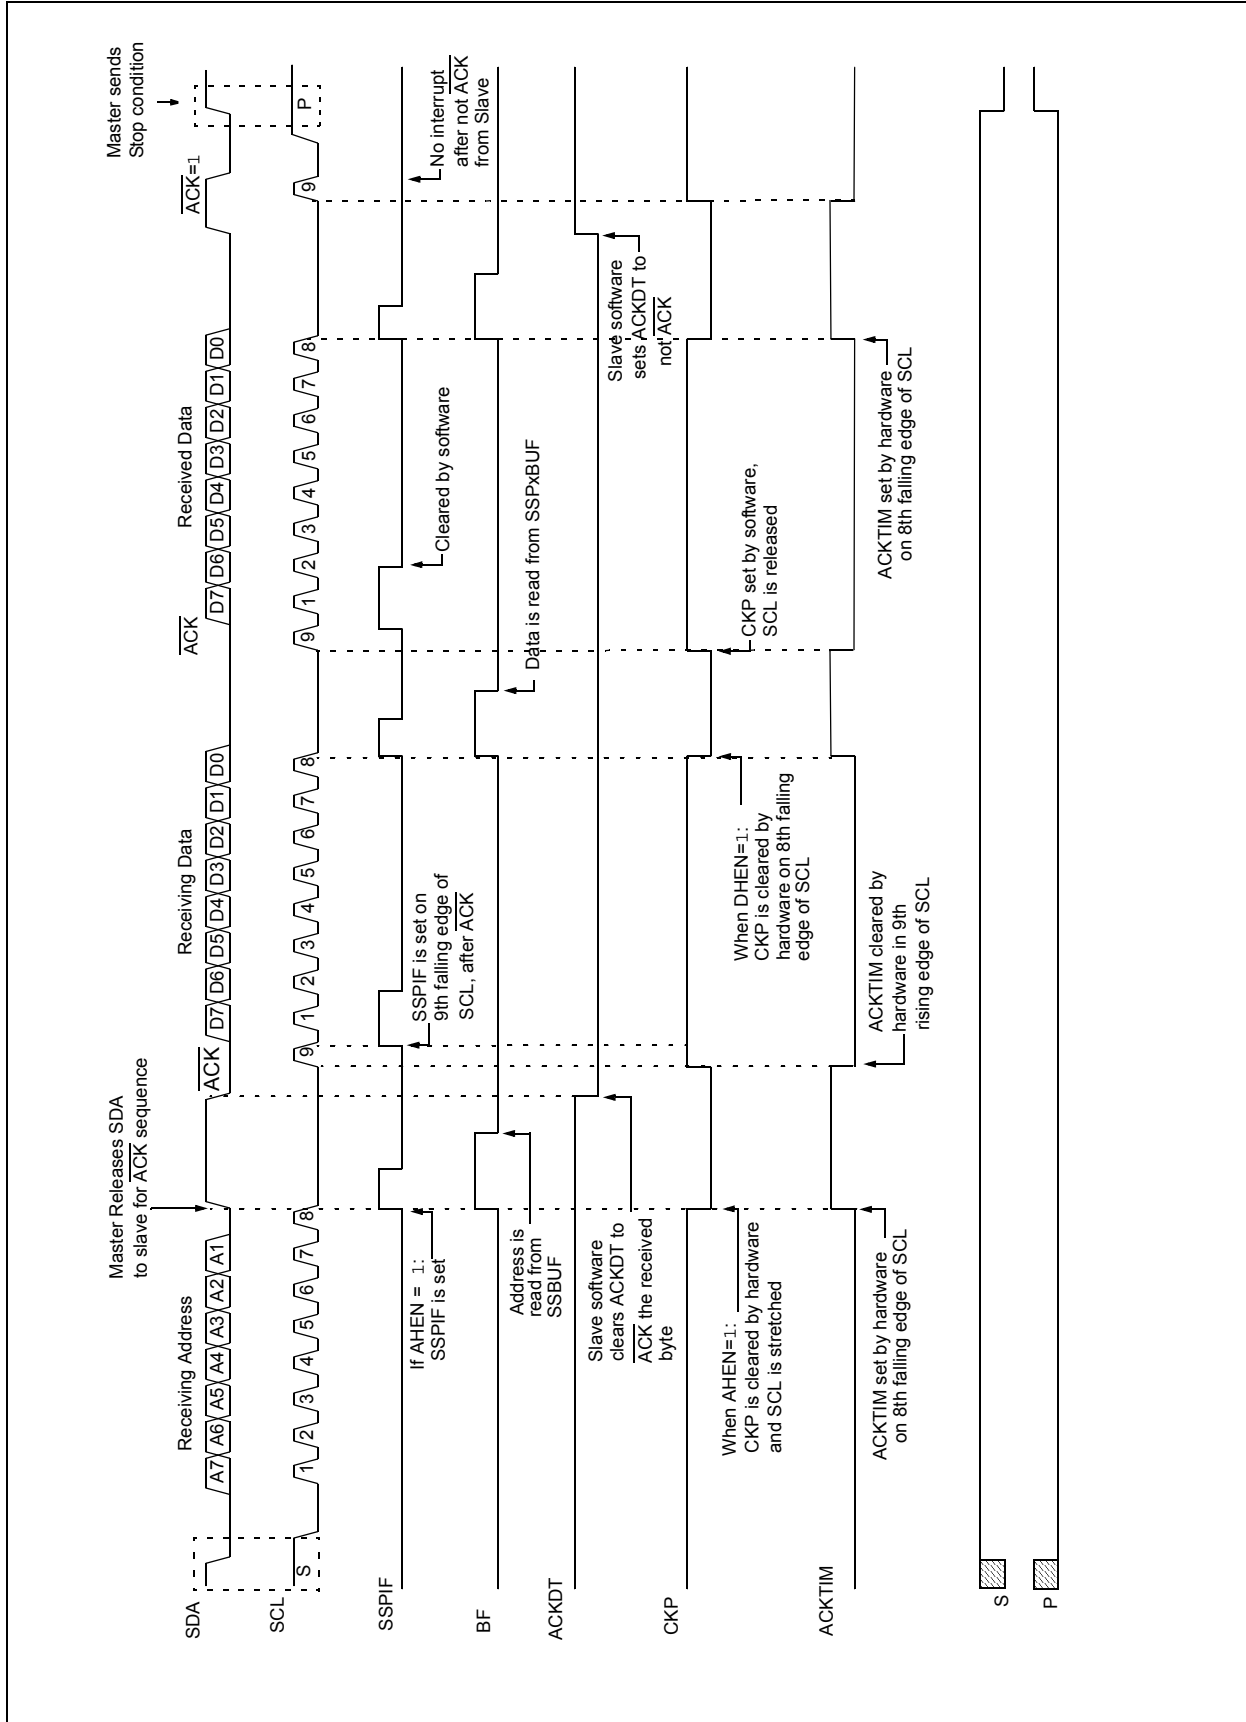 Master Releases SDA
to slave for ACK sequence
Master sends
Stop condition
Receiving Address
ACK
Receiving Data
ACK
Received Data
ACK=1
SDA
A7 A6 A5 A4 A3 A2 A1
D7 D6 D5 D4 D3 D2 D1 D0
D7 D6 D5 D4 D3 D2 D1 D0
SCL
S
1 2 3 4 5 6 7 8 9
1 2 3 4 5 6 7 8 9
1 2 3 4 5 6 7 8 9
P
SSPIF
If AHEN = 1:
SSPIF is set
SSPIF is set on
9th falling edge of
SCL, after ACK
Cleared by software
No interrupt
after not ACK
from Slave
BF
Address is
read from
SSBUF
Data is read from SSPxBUF
ACKDT
Slave software
clears ACKDT to
ACK the received
byte
Slave software
sets ACKDT to
not ACK
CKP
When AHEN=1:
CKP is cleared by hardware
and SCL is stretched
When DHEN=1:
CKP is cleared by
hardware on 8th falling
edge of SCL
CKP set by software,
SCL is released
ACKTIM
ACKTIM set by hardware
on 8th falling edge of SCL
ACKTIM cleared by
hardware in 9th
rising edge of SCL
ACKTIM set by hardware
on 8th falling edge of SCL
S
P